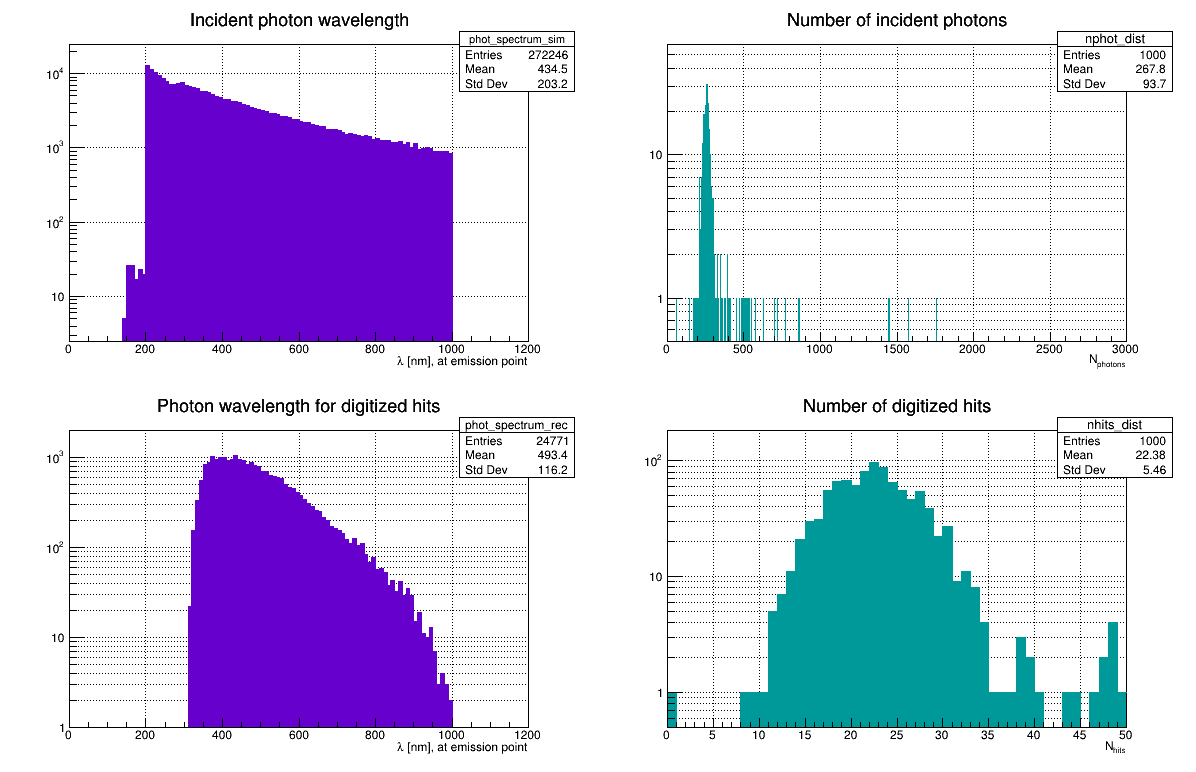 Incident photon wavelength
phot_spectrum_sim
Entries 272246
Mean 434.5
Std Dev 203.2
10^4
10^3
10^2
10
0 200 400 600 800 1000 1200
λ [nm], at emission point
Number of incident photons
nphot_dist
Entries 1000
Mean 267.8
Std Dev 93.7
10
1
0 500 1000 1500 2000 2500 3000
N_photons
Photon wavelength for digitized hits
phot_spectrum_rec
Entries 24771
Mean 493.4
Std Dev 116.2
10^3
10^2
10
1
0 200 400 600 800 1000 1200
λ [nm], at emission point
Number of digitized hits
nhits_dist
Entries 1000
Mean 22.38
Std Dev 5.46
10^2
10
1
0 5 10 15 20 25 30 35 40 45 50
N_hits